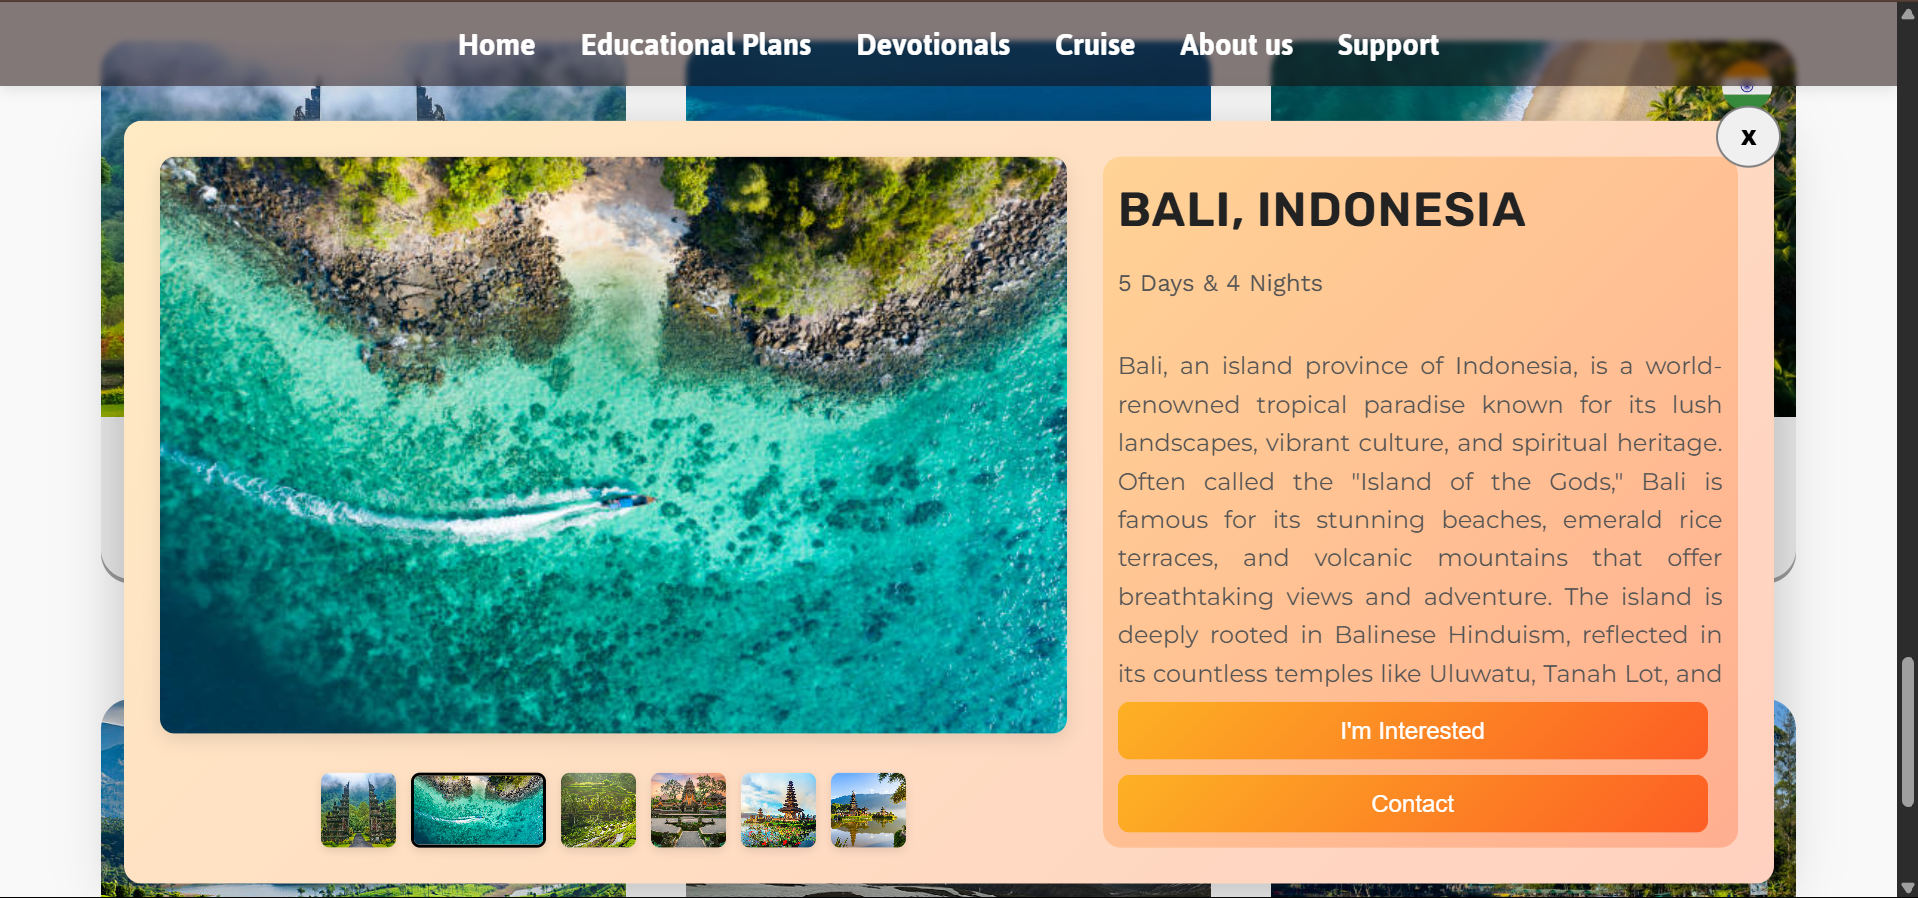 Home Educational Plans Devotionals Cruise About us Support
x
BALI, INDONESIA
5 Days & 4 Nights
Bali, an island province of Indonesia, is a world-
renowned tropical paradise known for its lush
landscapes, vibrant culture, and spiritual heritage.
Often called the "Island of the Gods," Bali is
famous for its stunning beaches, emerald rice
terraces, and volcanic mountains that offer
breathtaking views and adventure. The island is
deeply rooted in Balinese Hinduism, reflected in
its countless temples like Uluwatu, Tanah Lot, and
I'm Interested
Contact